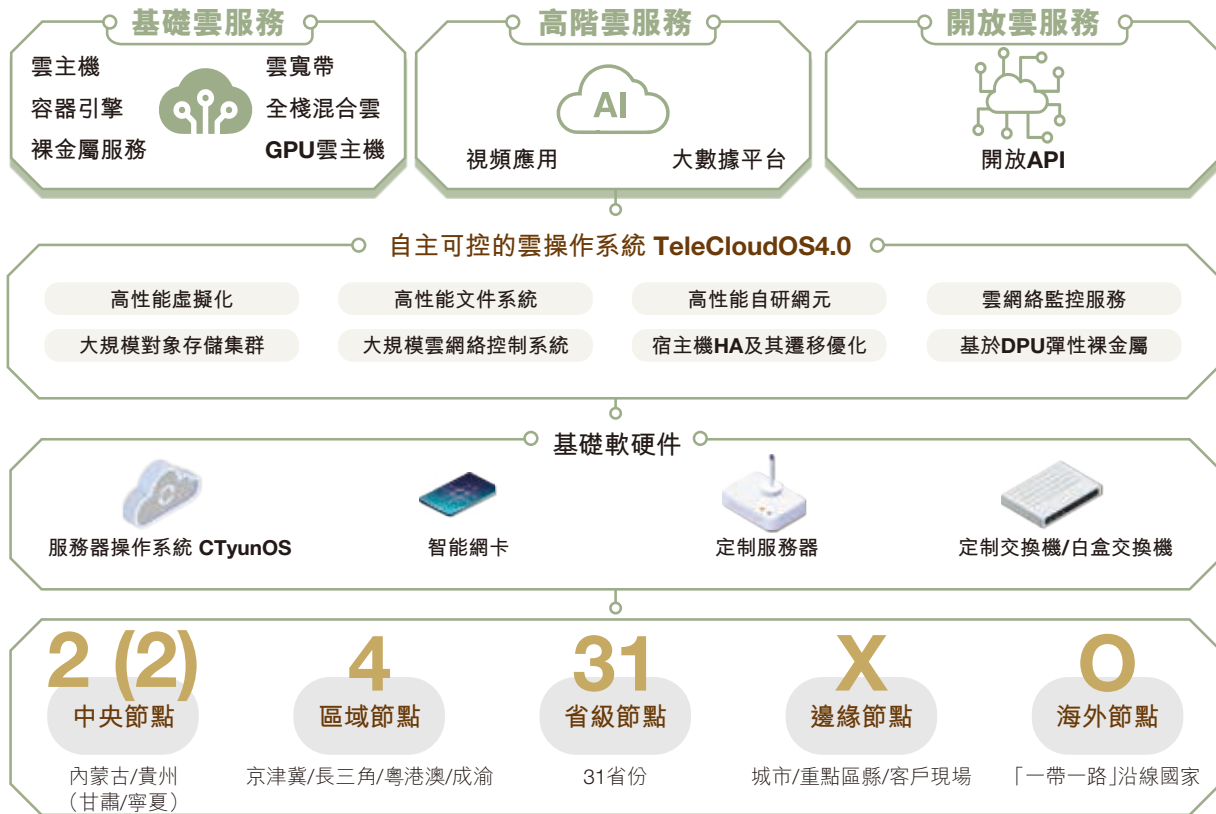 基礎雲服務
雲主機
雲寬帶
容器引擎
全棧混合雲
裸金屬服務
GPU雲主機
高階雲服務
AI
視頻應用
大數據平台
開放雲服務
開放API
自主可控的雲操作系統 TeleCloudOS4.0
高性能虛擬化
高性能文件系統
高性能自研網元
雲網絡監控服務
大規模對象存儲集群
大規模雲網絡控制系統
宿主機HA及其遷移優化
基於DPU彈性裸金屬
基礎軟硬件
服務器操作系統 CTyunOS
智能網卡
定制服務器
定制交換機/白盒交換機
2 (2)
中央節點
內蒙古/貴州
（甘肅/寧夏）
4
區域節點
京津冀/長三角/粵港澳/成渝
31
省級節點
31省份
X
邊緣節點
城市/重點區縣/客戶現場
O
海外節點
「一帶一路」沿線國家